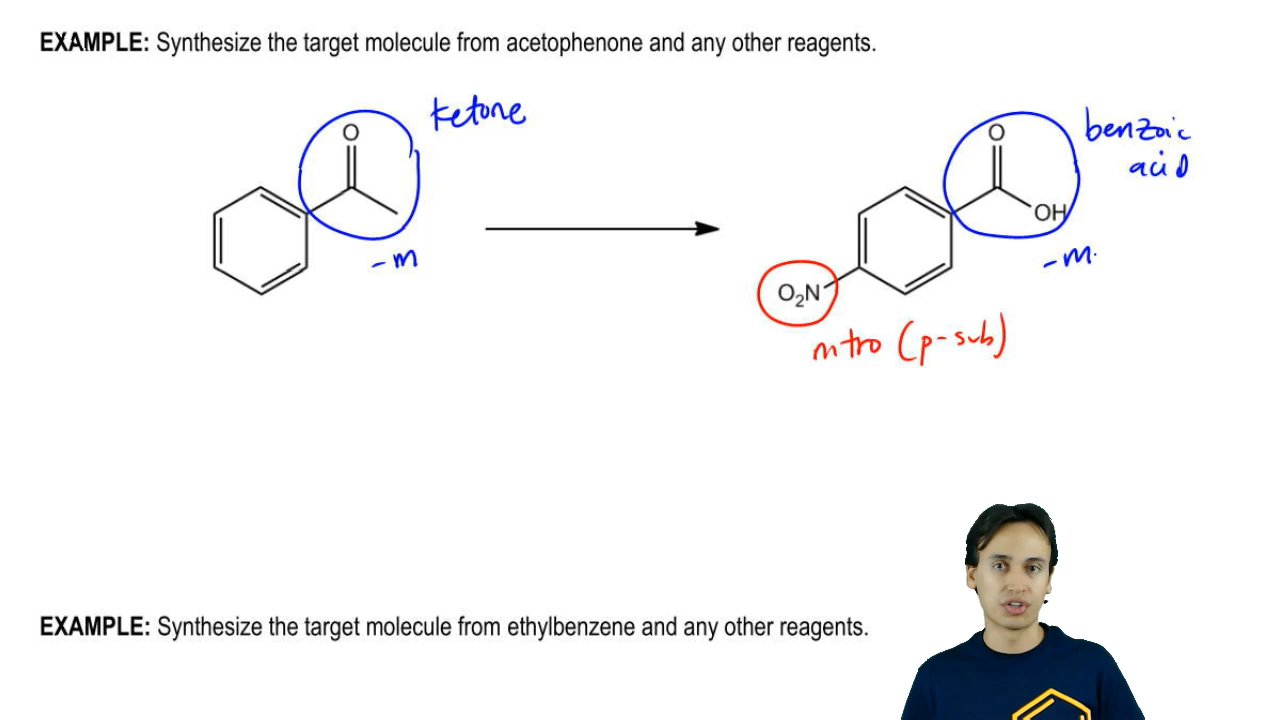 EXAMPLE: Synthesize the target molecule from acetophenone and any other reagents.
ketone
O
-m
O
OH
O₂N
benzoic
acid
-m.
nitro (p-sub)
EXAMPLE: Synthesize the target molecule from ethylbenzene and any other reagents.